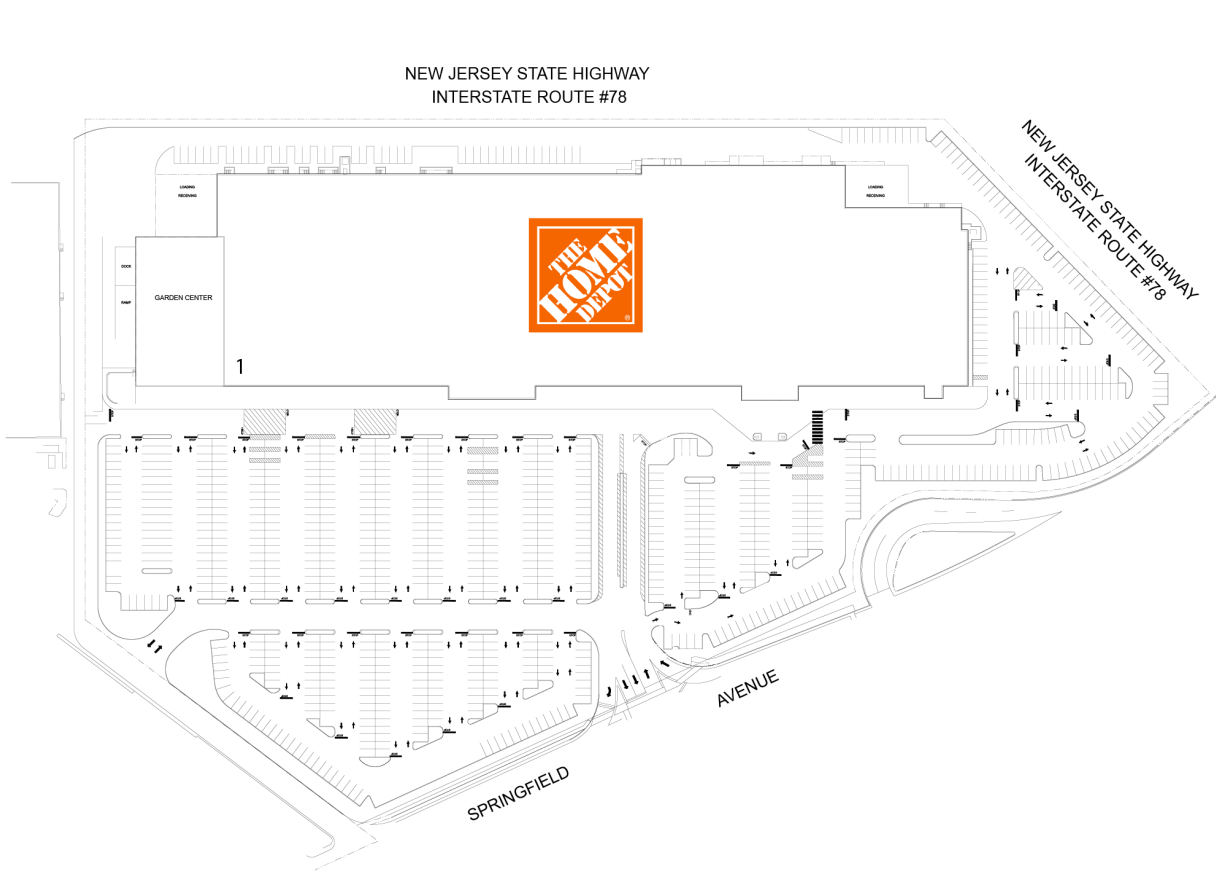 NEW JERSEY STATE HIGHWAY
INTERSTATE ROUTE #78
NEW JERSEY STATE HIGHWAY
INTERSTATE ROUTE #78
LOADING
RECEIVING
LOADING
RECEIVING
THE
HOME
DEPOT
®
DOCK
RAMP
GARDEN CENTER
1
SPRINGFIELD
AVENUE